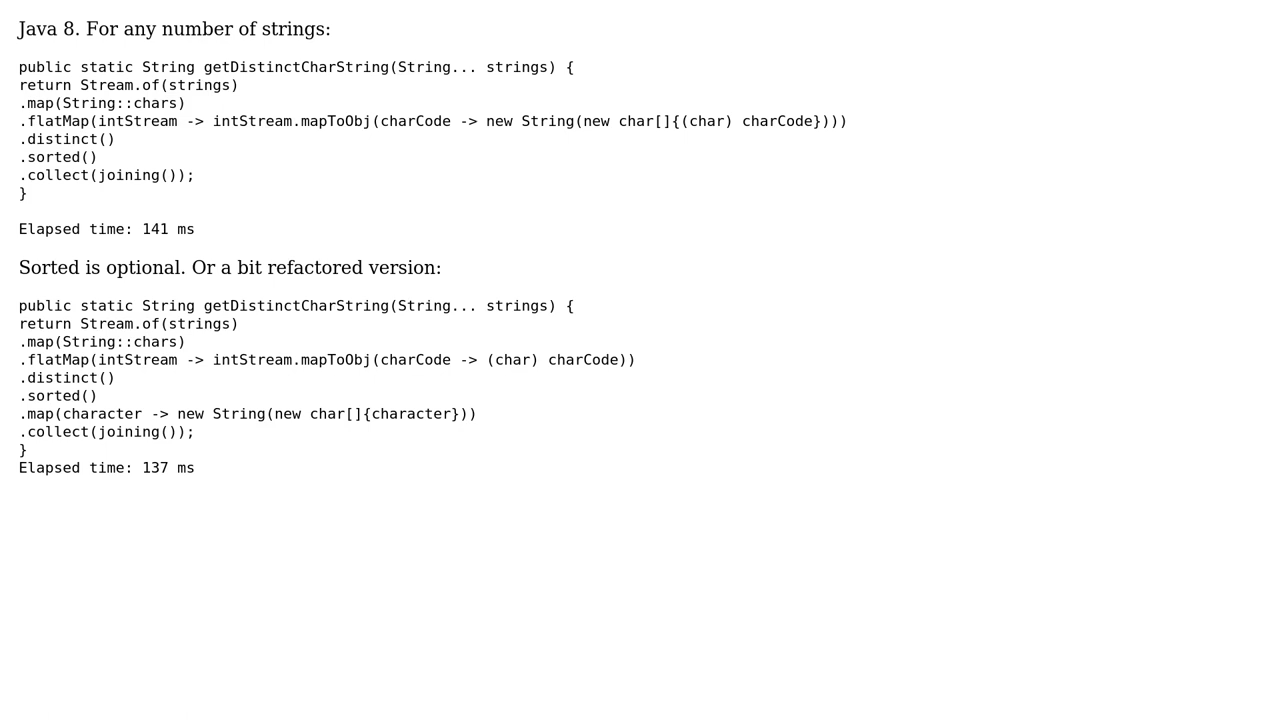 Java 8. For any number of strings:
public static String getDistinctCharString(String... strings) {
return Stream.of(strings)
.map(String::chars)
.flatMap(intStream -> intStream.mapToObj(charCode -> new String(new char[]{(char) charCode})))
.distinct()
.sorted()
.collect(joining());
}
Elapsed time: 141 ms
Sorted is optional. Or a bit refactored version:
public static String getDistinctCharString(String... strings) {
return Stream.of(strings)
.map(String::chars)
.flatMap(intStream -> intStream.mapToObj(charCode -> (char) charCode))
.distinct()
.sorted()
.map(character -> new String(new char[]{character}))
.collect(joining());
}
Elapsed time: 137 ms